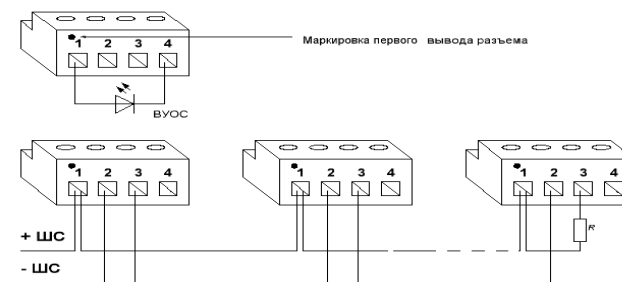 1 2 3 4
Маркировка первого вывода разъема
ВУОС
1 2 3 4
1 2 3 4
1 2 3 4
R
+ ШС
- ШС